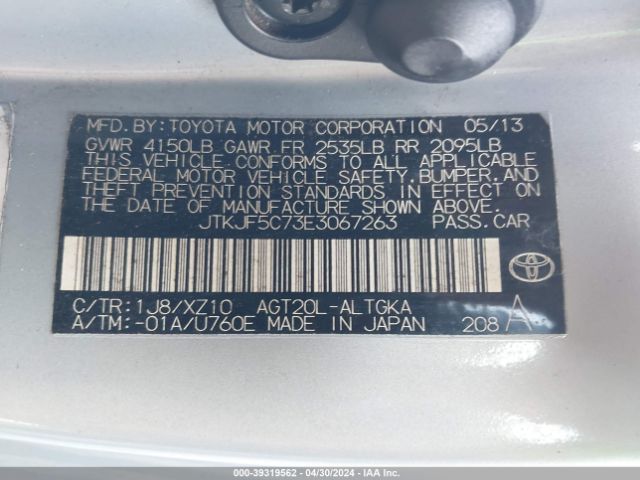 MFD. BY: TOYOTA MOTOR CORPORATION 05/13
GVWR 4150LB GAWR FR 2535LB RR 2095LB
THIS VEHICLE CONFORMS TO ALL APPLICABLE
FEDERAL MOTOR VEHICLE SAFETY, BUMPER, AND
THEFT PREVENTION STANDARDS IN EFFECT ON
THE DATE OF MANUFACTURE SHOWN ABOVE.
JTKJF5C73E3067263 PASS. CAR
C/TR: 1J8/XZ10 AGT20L-ALTGKA
A/TM: -01A/U760E MADE IN JAPAN 208 A
000-39319562 - 04/30/2024 - IAA Inc.